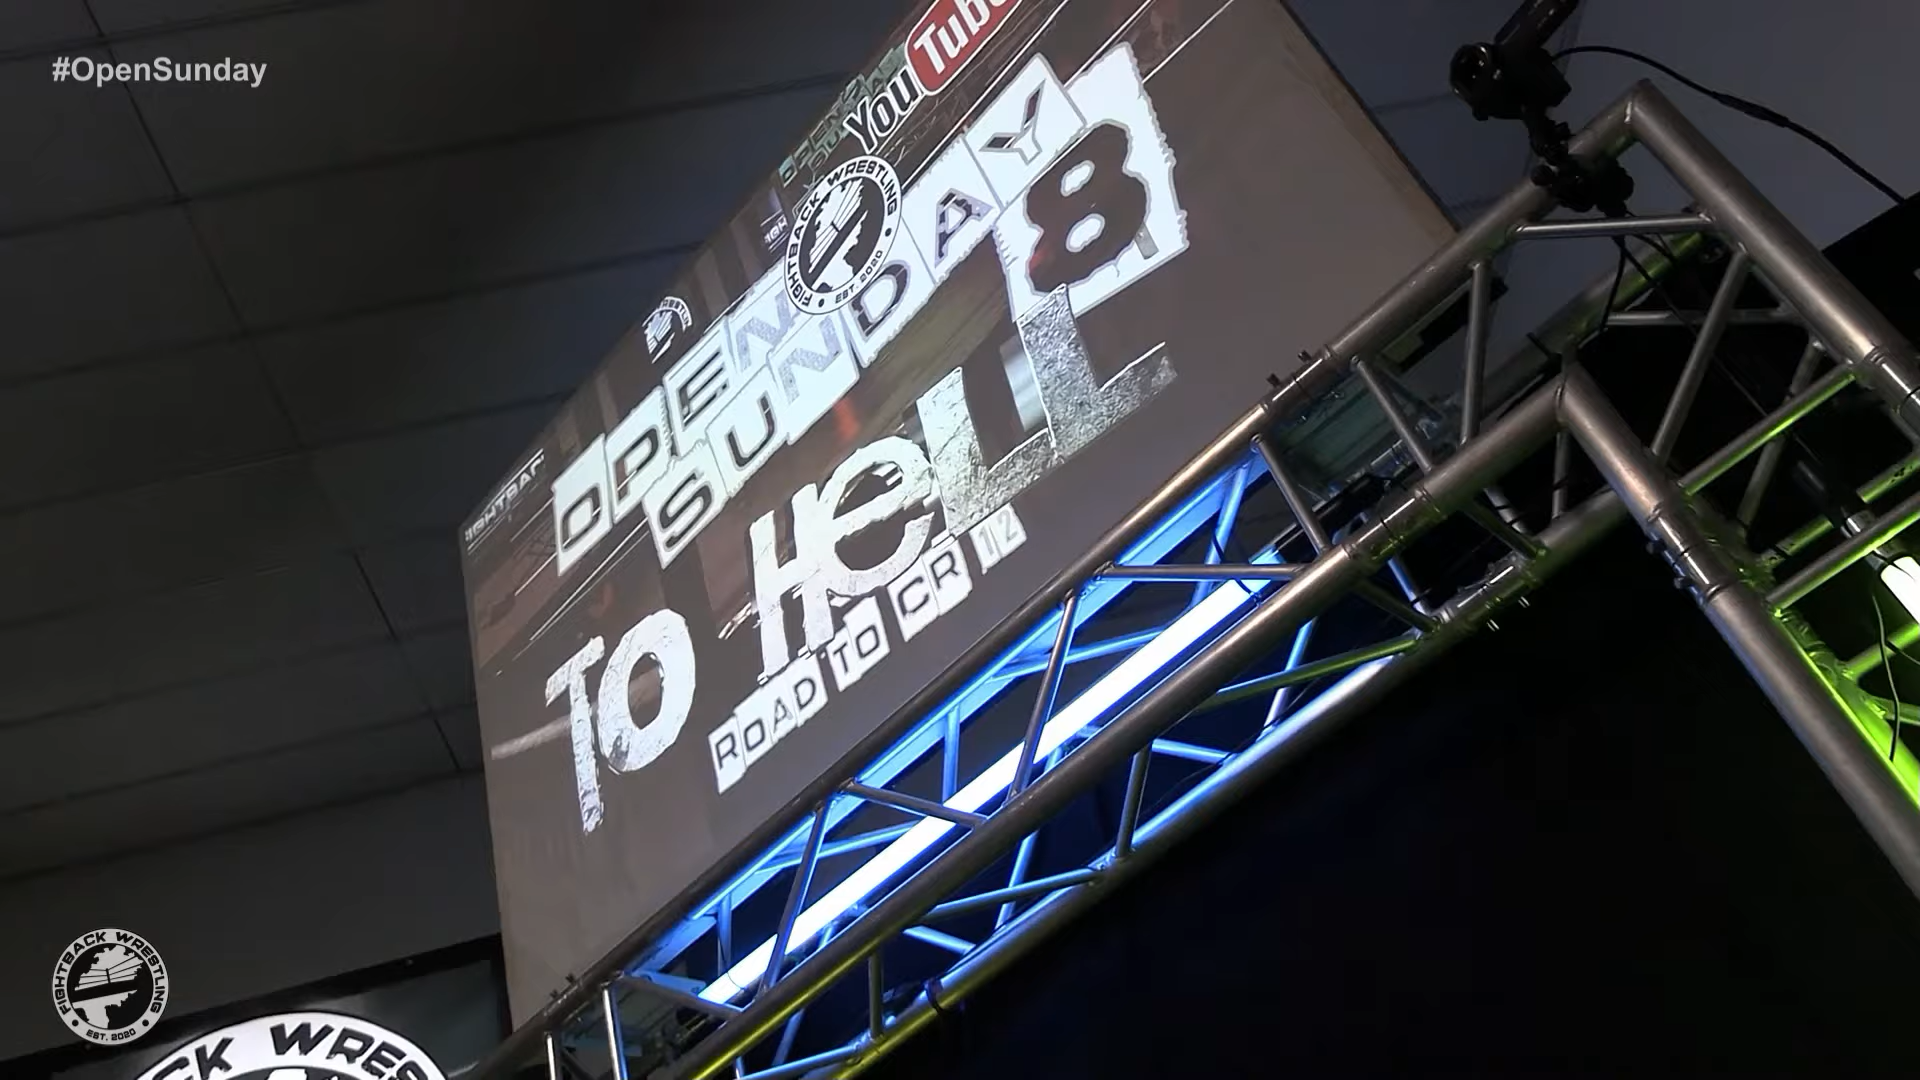 #OpenSunday
YouTube
FIGHTBACK WRESTLING
EST. 2020
OPEN
SUNDAY
8
TO HELL
ROAD TO CR 12
FIGHTBACK WRESTLING
EST. 2020